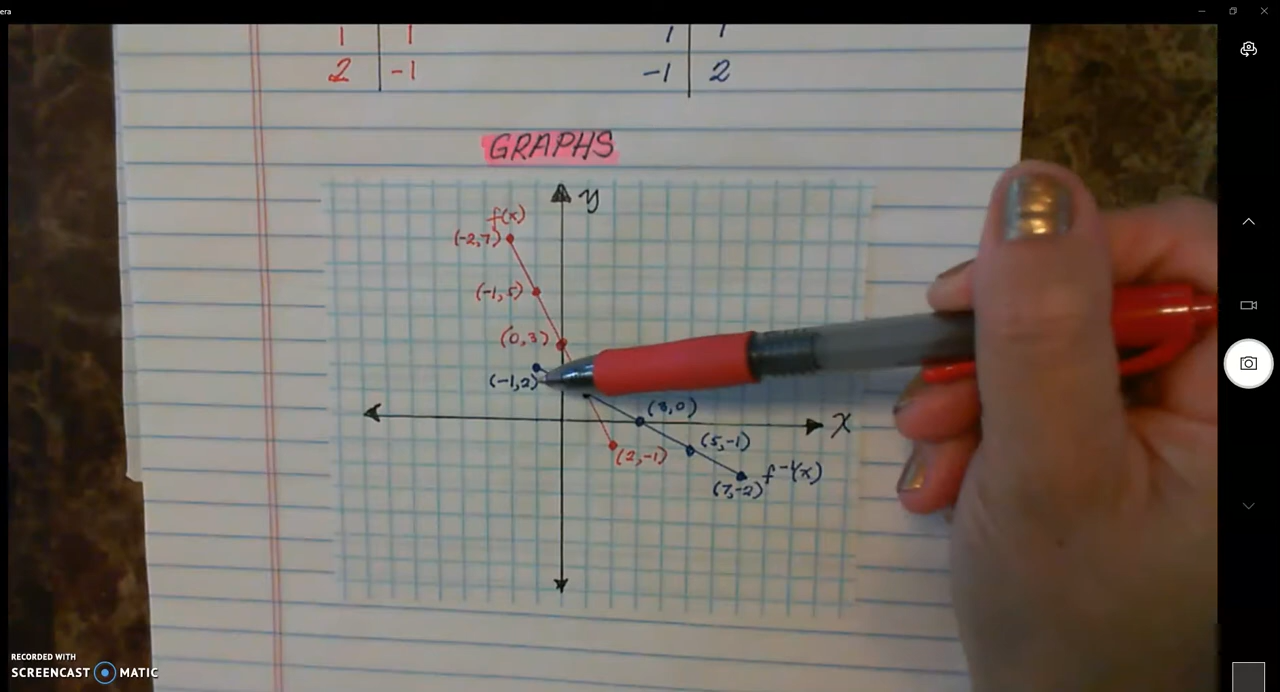 era
1 1 1 1
2 -1 -1 2
GRAPHS
y
f(x)
(-2,7)
(-1,5)
(0,3)
(-1,2)
(3,0)
x
(5,-1)
(2,-1)
f⁻¹(x)
(7,-2)
RECORDED WITH
SCREENCAST MATIC